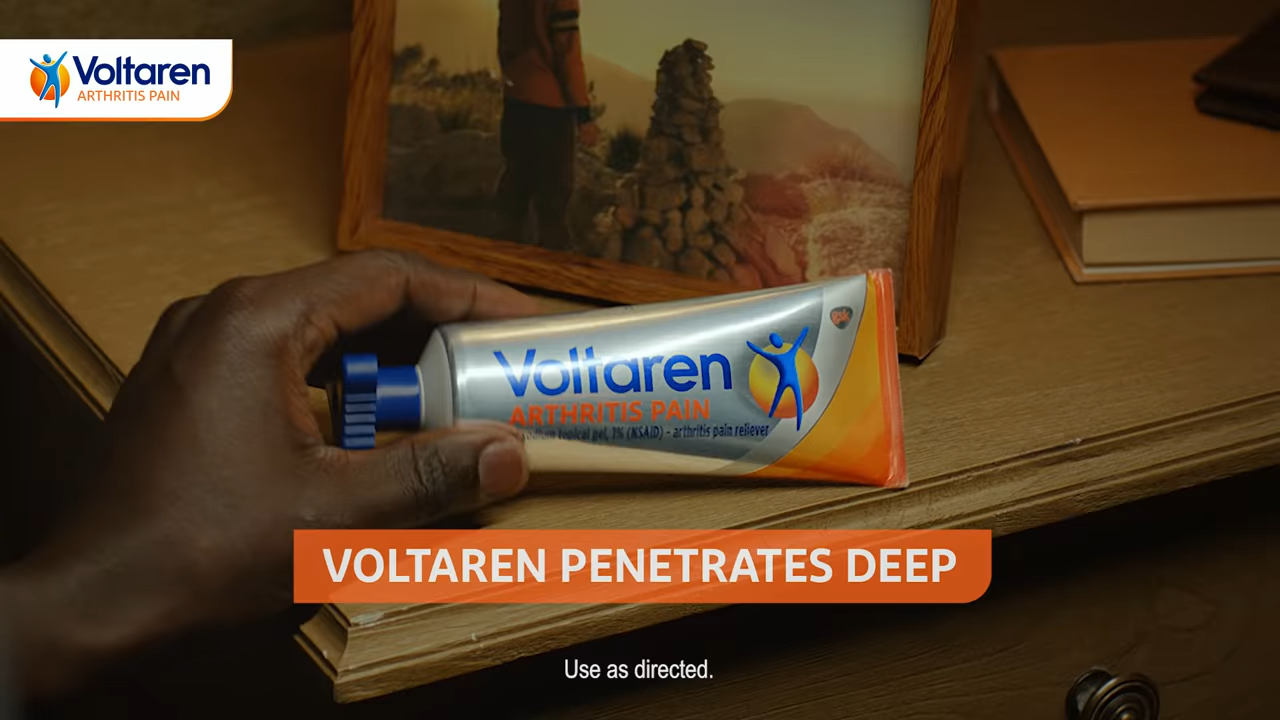 Voltaren
ARTHRITIS PAIN
gsk
Voltaren
ARTHRITIS PAIN
topical gel, 1% (NSAID) - arthritis pain reliever
VOLTAREN PENETRATES DEEP
Use as directed.